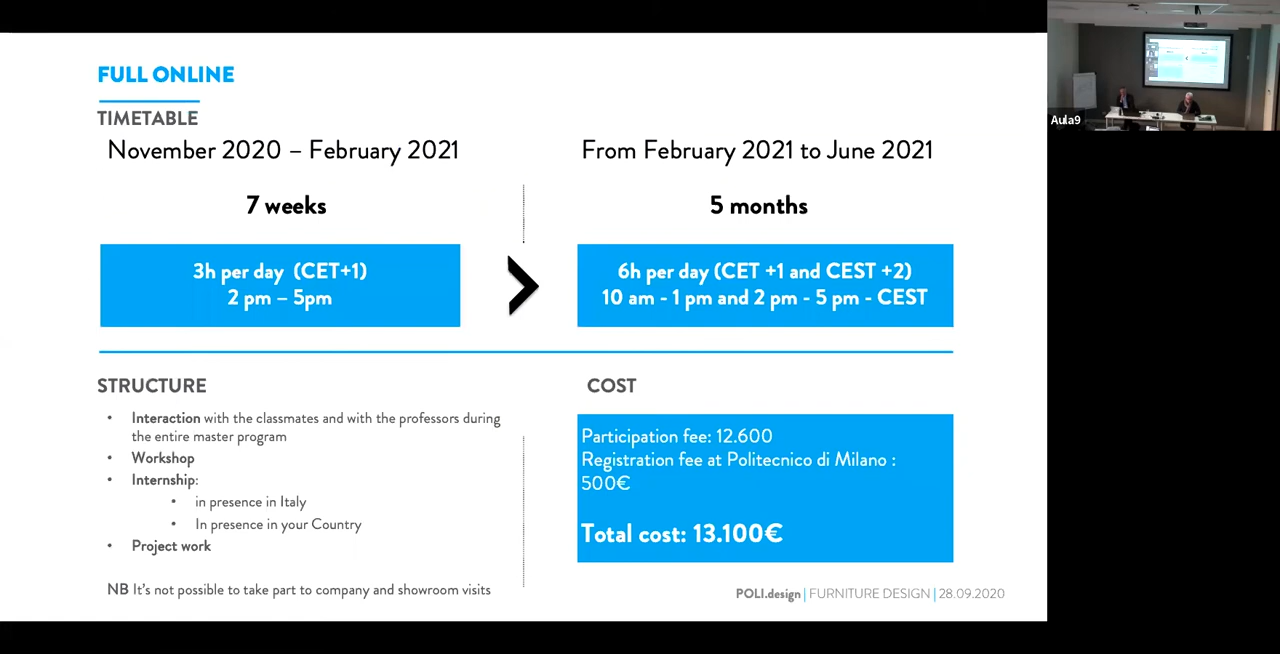 FULL ONLINE
TIMETABLE
November 2020 – February 2021
7 weeks
3h per day (CET+1)
2 pm – 5pm
From February 2021 to June 2021
5 months
6h per day (CET +1 and CEST +2)
10 am - 1 pm and 2 pm - 5 pm - CEST
STRUCTURE
• Interaction with the classmates and with the professors during
the entire master program
• Workshop
• Internship:
• in presence in Italy
• In presence in your Country
• Project work
NB It's not possible to take part to company and showroom visits
COST
Participation fee: 12.600
Registration fee at Politecnico di Milano :
500€
Total cost: 13.100€
POLI.design | FURNITURE DESIGN | 28.09.2020
Aula9